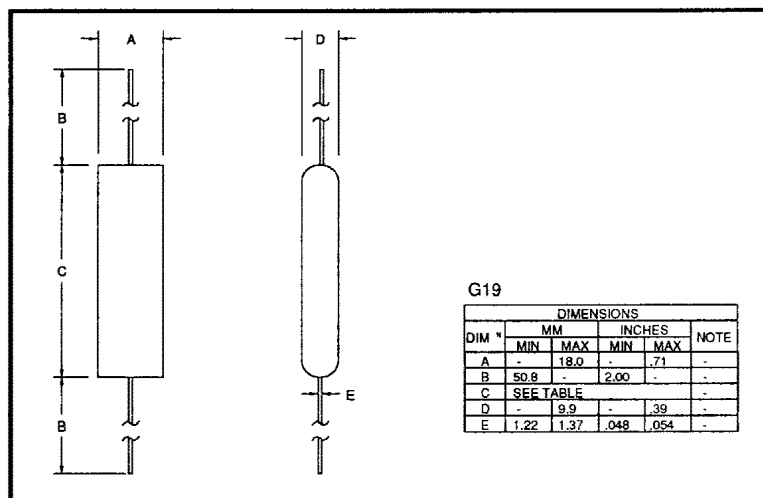 A
D
B
C
B
E
G19
DIMENSIONS
DIM " MM INCHES NOTE
MIN MAX MIN MAX
A - 18.0 - .71 -
B 50.8 - 2.00 - -
C SEE TABLE -
D - 9.9 - .39 -
E 1.22 1.37 .048 .054 -